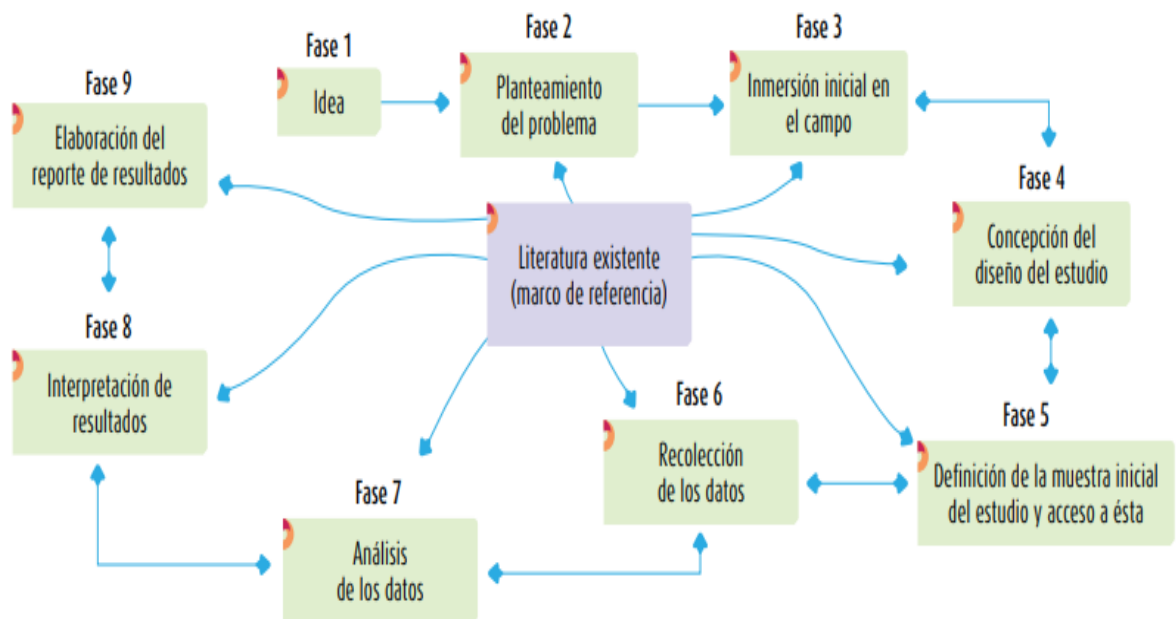 Fase 1
Idea
Fase 2
Planteamiento
del problema
Fase 3
Inmersión inicial en
el campo
Fase 4
Concepción del
diseño del estudio
Fase 5
Definición de la muestra inicial
del estudio y acceso a ésta
Fase 6
Recolección
de los datos
Fase 7
Análisis
de los datos
Fase 8
Interpretación de
resultados
Fase 9
Elaboración del
reporte de resultados
Literatura existente
(marco de referencia)